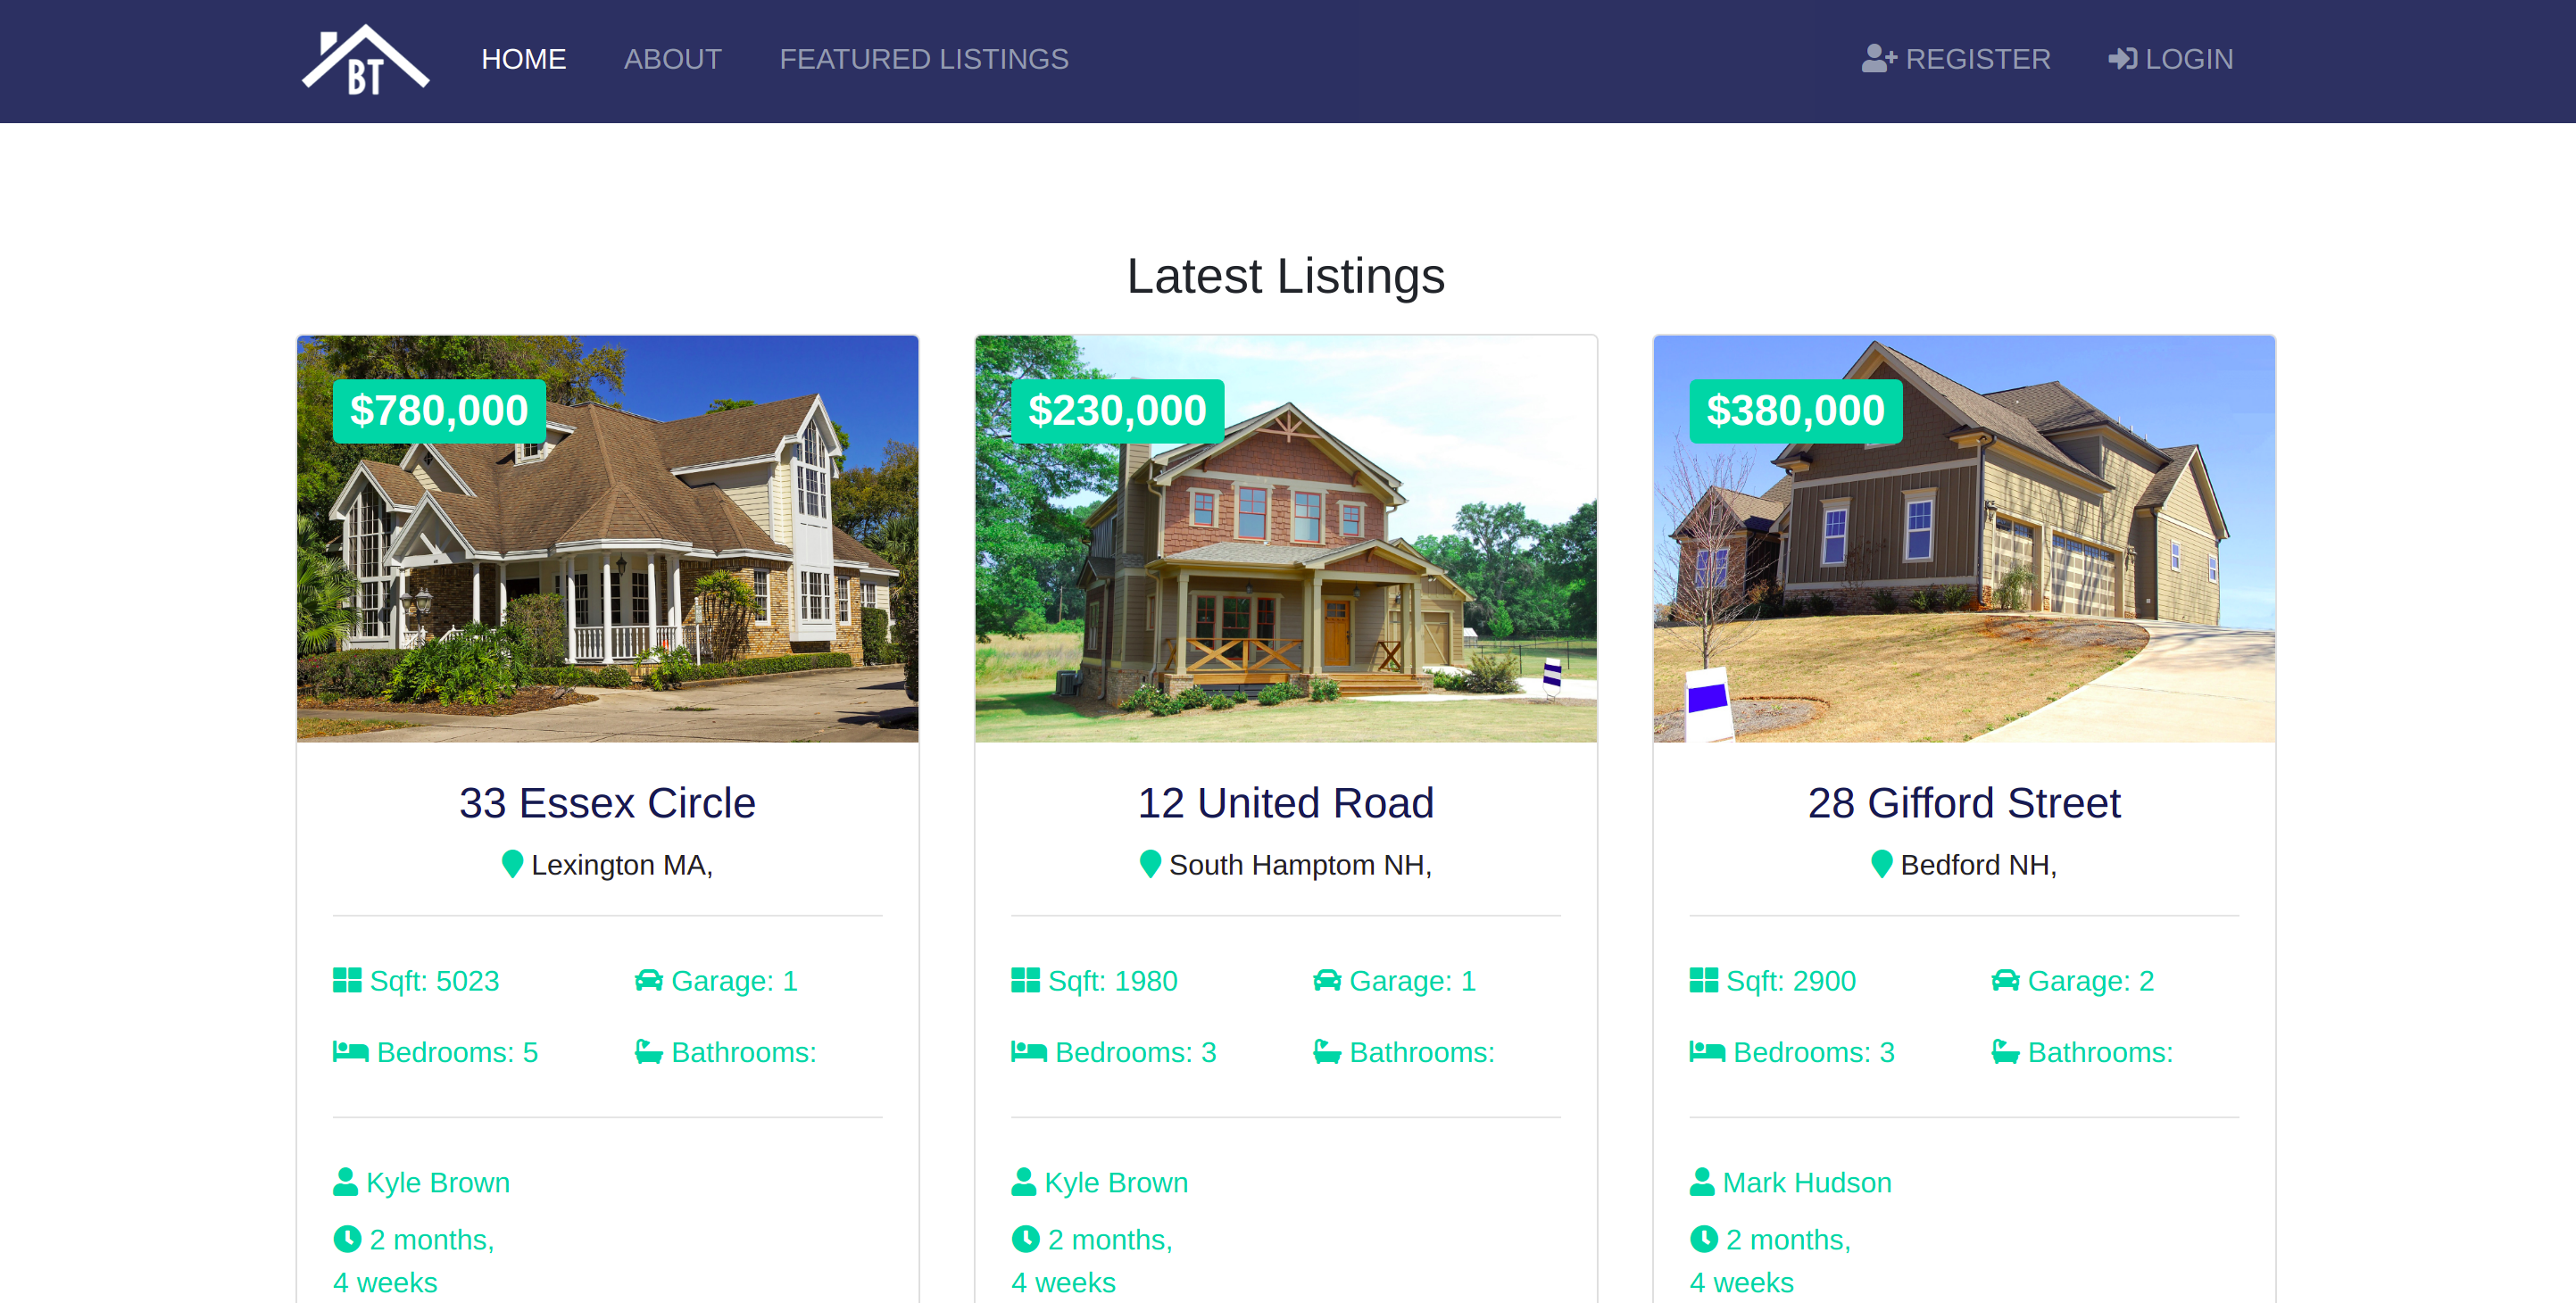 BT
HOME
ABOUT
FEATURED LISTINGS
REGISTER
LOGIN
Latest Listings
$780,000
33 Essex Circle
Lexington MA,
Sqft: 5023
Garage: 1
Bedrooms: 5
Bathrooms:
Kyle Brown
2 months,
4 weeks
$230,000
12 United Road
South Hamptom NH,
Sqft: 1980
Garage: 1
Bedrooms: 3
Bathrooms:
Kyle Brown
2 months,
4 weeks
$380,000
28 Gifford Street
Bedford NH,
Sqft: 2900
Garage: 2
Bedrooms: 3
Bathrooms:
Mark Hudson
2 months,
4 weeks